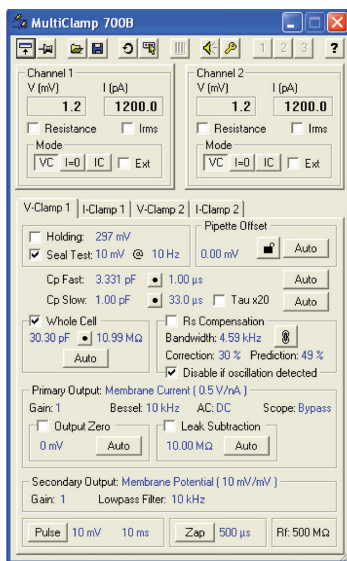 MultiClamp 700B
1 2 3 ?
Channel 1
V (mV) I (pA)
1.2 1200.0
Resistance Irms
Mode
VC I=0 IC Ext
Channel 2
V (mV) I (pA)
1.2 1200.0
Resistance Irms
Mode
VC I=0 IC Ext
V-Clamp 1 I-Clamp 1 V-Clamp 2 I-Clamp 2
Holding: 297 mV
Seal Test: 10 mV @ 10 Hz
Pipette Offset
0.00 mV Auto
Cp Fast: 3.331 pF 1.00 µs Auto
Cp Slow: 1.00 pF 33.0 µs Tau x20 Auto
Whole Cell
30.30 pF 10.99 MΩ
Auto
Rs Compensation
Bandwidth: 4.59 kHz
Correction: 30 % Prediction: 49 %
Disable if oscillation detected
Primary Output: Membrane Current ( 0.5 V/nA )
Gain: 1 Bessel: 10 kHz AC: DC Scope: Bypass
Output Zero
0 mV Auto
Leak Subtraction
10.00 MΩ Auto
Secondary Output: Membrane Potential ( 10 mV/mV )
Gain: 1 Lowpass Filter: 10 kHz
Pulse 10 mV 10 ms Zap 500 µs Rf: 500 MΩ